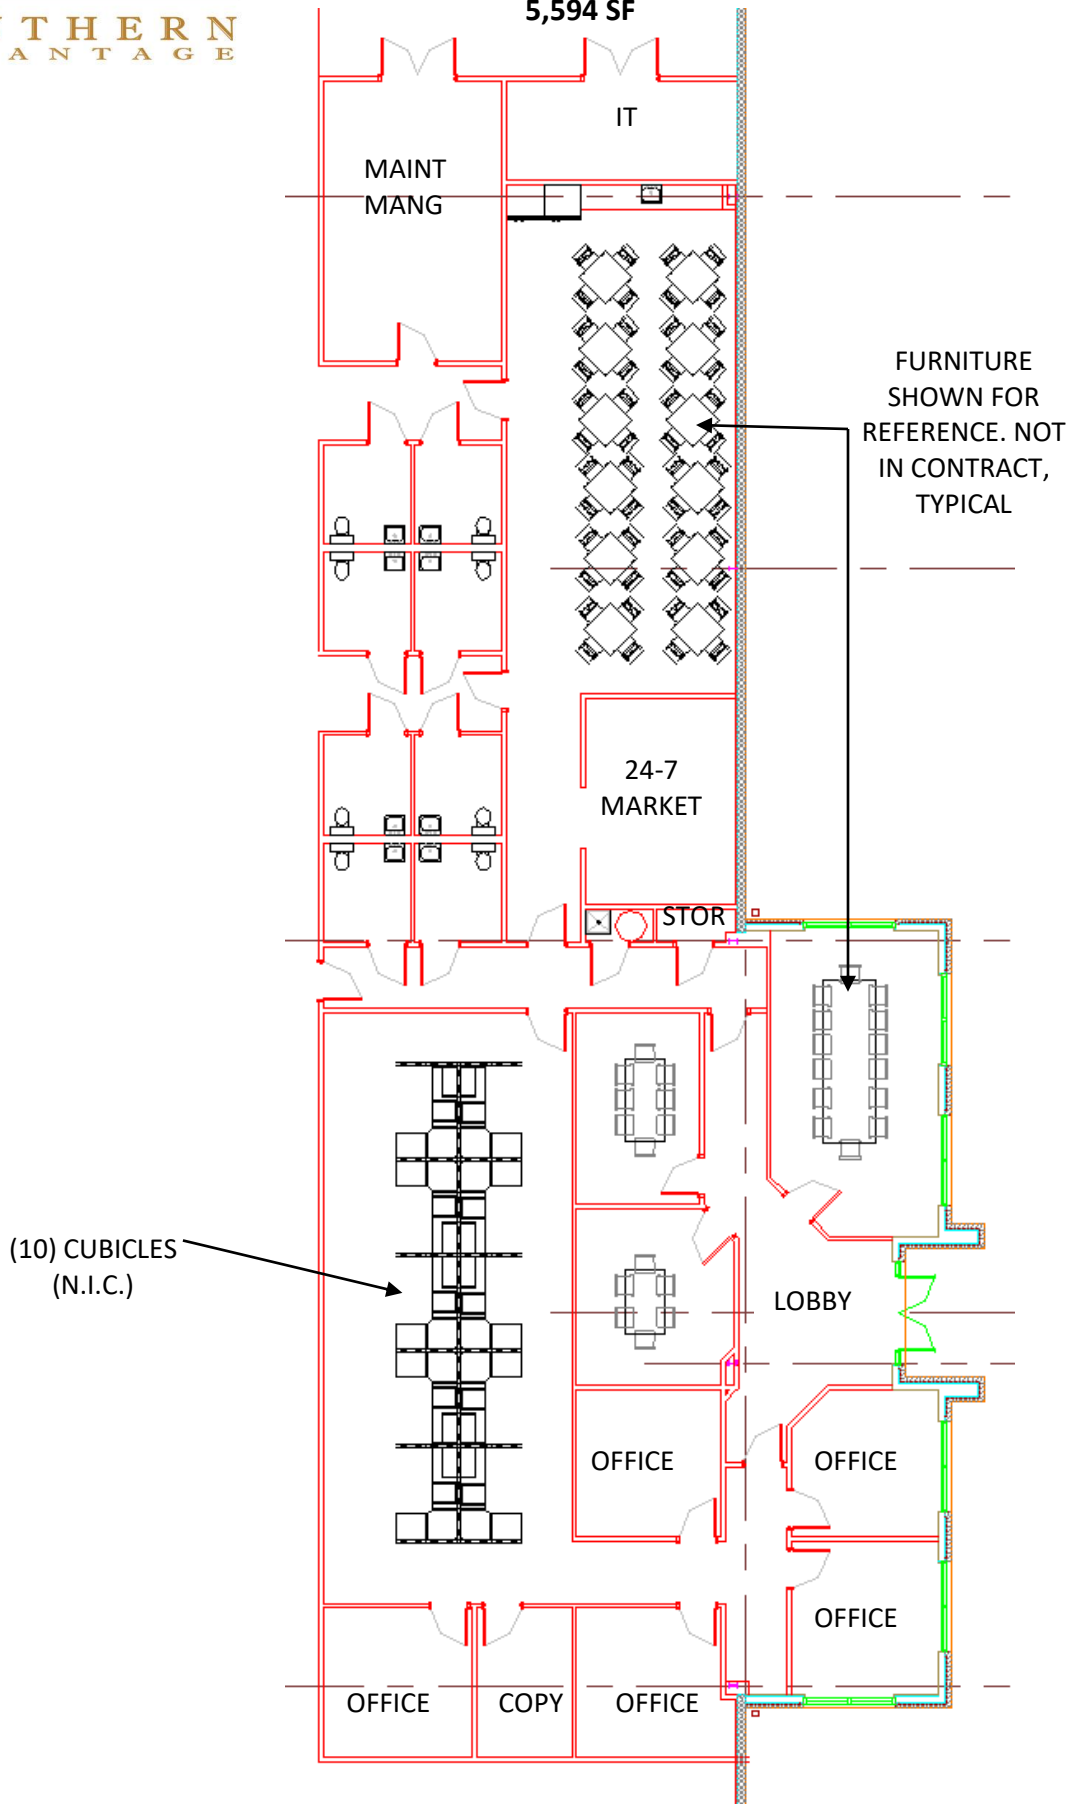 THERN
ANTAGE
5,594 SF
IT
MAINT
MANG
FURNITURE
SHOWN FOR
REFERENCE. NOT
IN CONTRACT,
TYPICAL
24-7
MARKET
STOR
(10) CUBICLES
(N.I.C.)
LOBBY
OFFICE
OFFICE
OFFICE
OFFICE
COPY
OFFICE